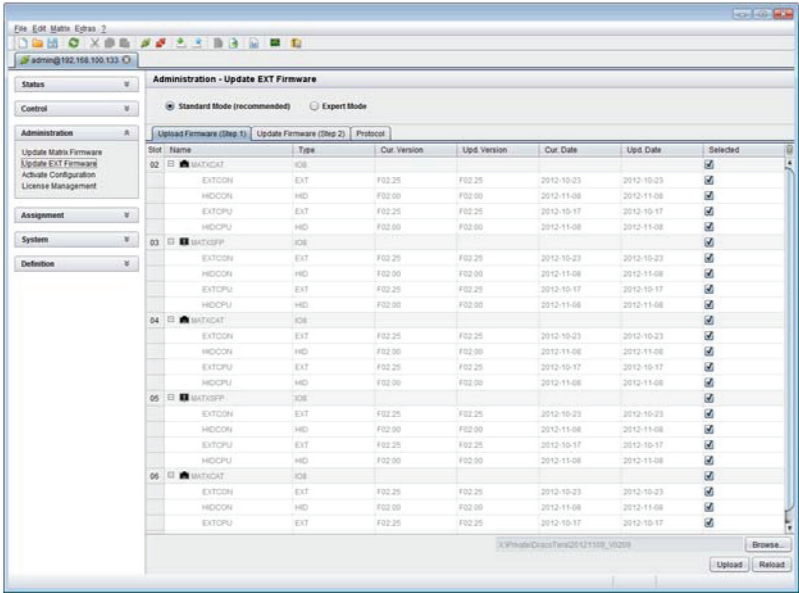 File Edit Matrix Extras ?
admin@192.168.100.133
Status
Control
Administration
Update Matrix Firmware
Update EXT Firmware
Activate Configuration
License Management
Assignment
System
Definition
Administration - Update EXT Firmware
Standard Mode (recommended) Expert Mode
Upload Firmware (Step 1) Update Firmware (Step 2) Protocol
Slot Name Type Cur. Version Upd. Version Cur. Date Upd. Date Selected
02 MATXCAT IO8
EXTCON EXT F02.25 F02.25 2012-10-23 2012-10-23
HIDCON HID F02.00 F02.00 2012-11-08 2012-11-08
EXTCPU EXT F02.25 F02.25 2012-10-17 2012-10-17
HIDCPU HID F02.00 F02.00 2012-11-08 2012-11-08
03 MATXSFP IO8
EXTCON EXT F02.25 F02.25 2012-10-23 2012-10-23
HIDCON HID F02.00 F02.00 2012-11-08 2012-11-08
EXTCPU EXT F02.25 F02.25 2012-10-17 2012-10-17
HIDCPU HID F02.00 F02.00 2012-11-08 2012-11-08
04 MATXCAT IO8
EXTCON EXT F02.25 F02.25 2012-10-23 2012-10-23
HIDCON HID F02.00 F02.00 2012-11-08 2012-11-08
EXTCPU EXT F02.25 F02.25 2012-10-17 2012-10-17
HIDCPU HID F02.00 F02.00 2012-11-08 2012-11-08
05 MATXSFP IO8
EXTCON EXT F02.25 F02.25 2012-10-23 2012-10-23
HIDCON HID F02.00 F02.00 2012-11-08 2012-11-08
EXTCPU EXT F02.25 F02.25 2012-10-17 2012-10-17
HIDCPU HID F02.00 F02.00 2012-11-08 2012-11-08
06 MATXCAT IO8
EXTCON EXT F02.25 F02.25 2012-10-23 2012-10-23
HIDCON HID F02.00 F02.00 2012-11-08 2012-11-08
EXTCPU EXT F02.25 F02.25 2012-10-17 2012-10-17
Browse...
Upload Reload